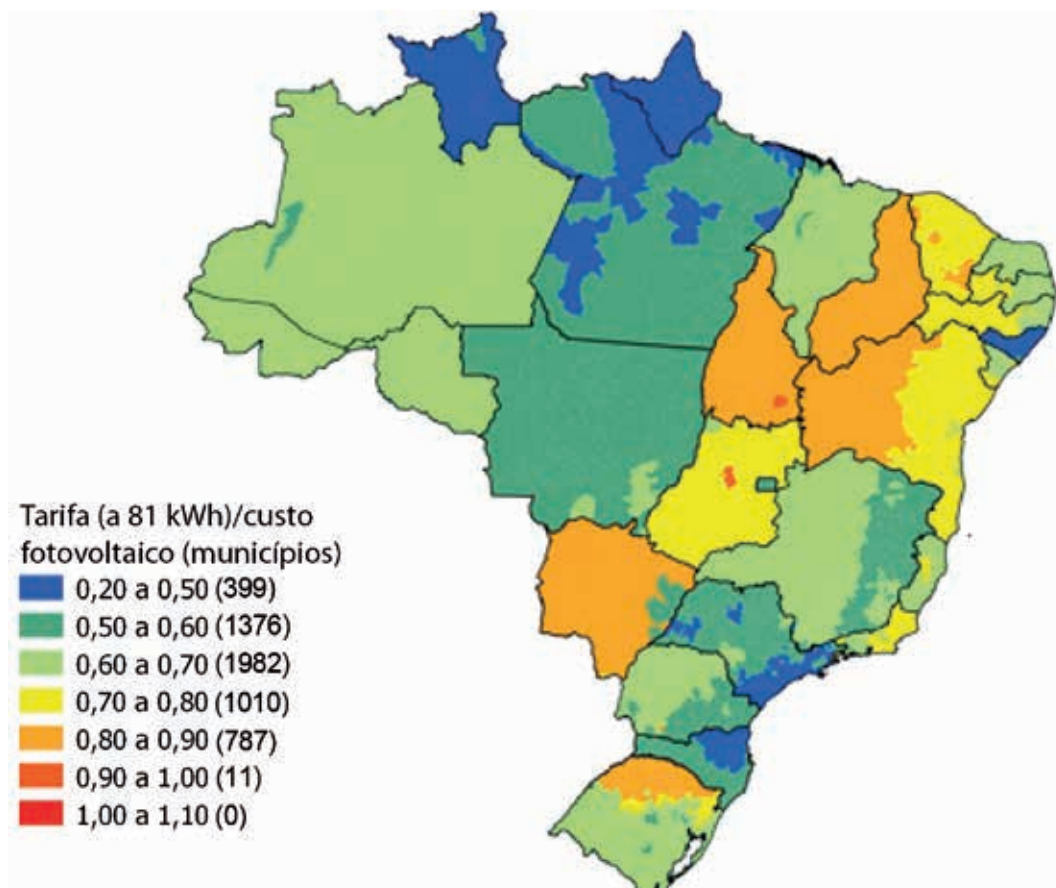 Tarifa (a 81 kWh)/custo
fotovoltaico (municípios)
0,20 a 0,50 (399)
0,50 a 0,60 (1376)
0,60 a 0,70 (1982)
0,70 a 0,80 (1010)
0,80 a 0,90 (787)
0,90 a 1,00 (11)
1,00 a 1,10 (0)